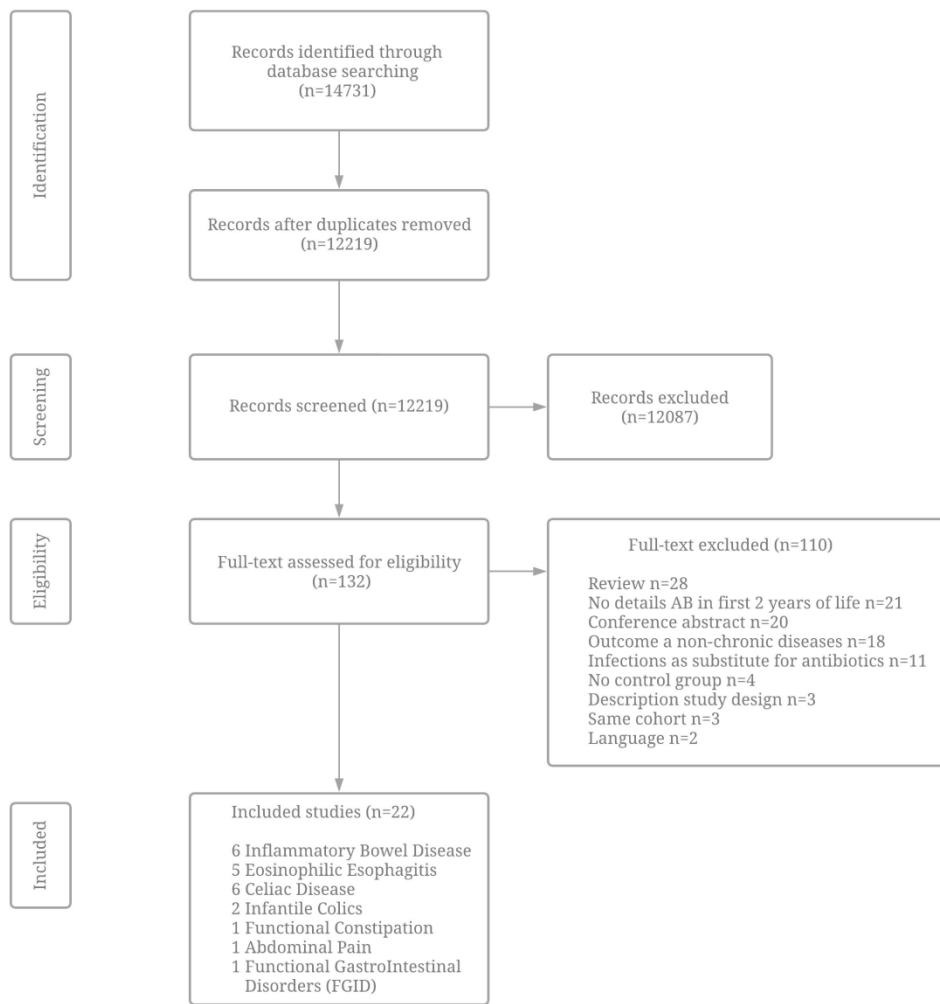 Identification
Records identified through
database searching
(n=14731)
Records after duplicates removed
(n=12219)
Screening
Records screened (n=12219)
Records excluded
(n=12087)
Eligibility
Full-text assessed for eligibility
(n=132)
Full-text excluded (n=110)
Review n=28
No details AB in first 2 years of life n=21
Conference abstract n=20
Outcome a non-chronic diseases n=18
Infections as substitute for antibiotics n=11
No control group n=4
Description study design n=3
Same cohort n=3
Language n=2
Included
Included studies (n=22)
6 Inflammatory Bowel Disease
5 Eosinophilic Esophagitis
6 Celiac Disease
2 Infantile Colics
1 Functional Constipation
1 Abdominal Pain
1 Functional GastroIntestinal
Disorders (FGID)